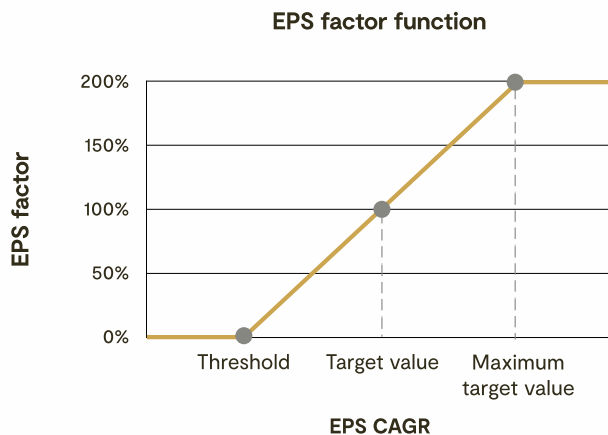 EPS factor function
EPS factor
200%
150%
100%
50%
0%
Threshold
Target value
Maximum
target value
EPS CAGR